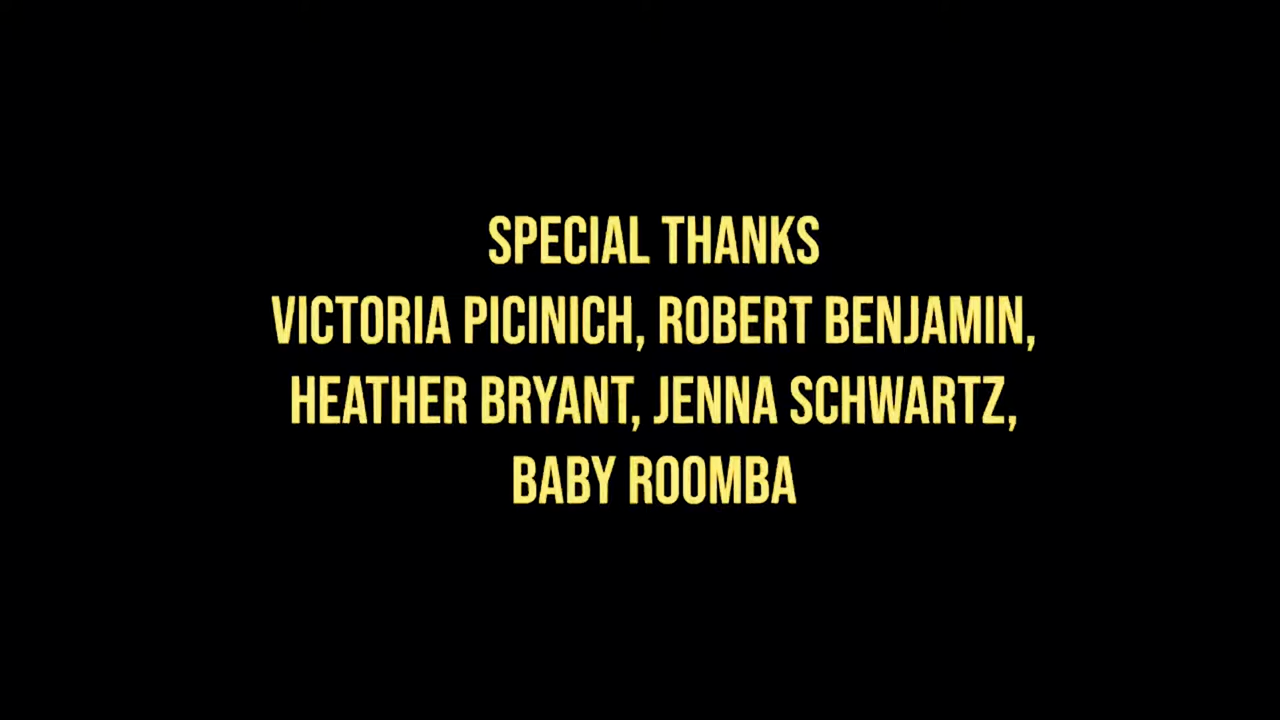 SPECIAL THANKS
VICTORIA PICINICH, ROBERT BENJAMIN,
HEATHER BRYANT, JENNA SCHWARTZ,
BABY ROOMBA